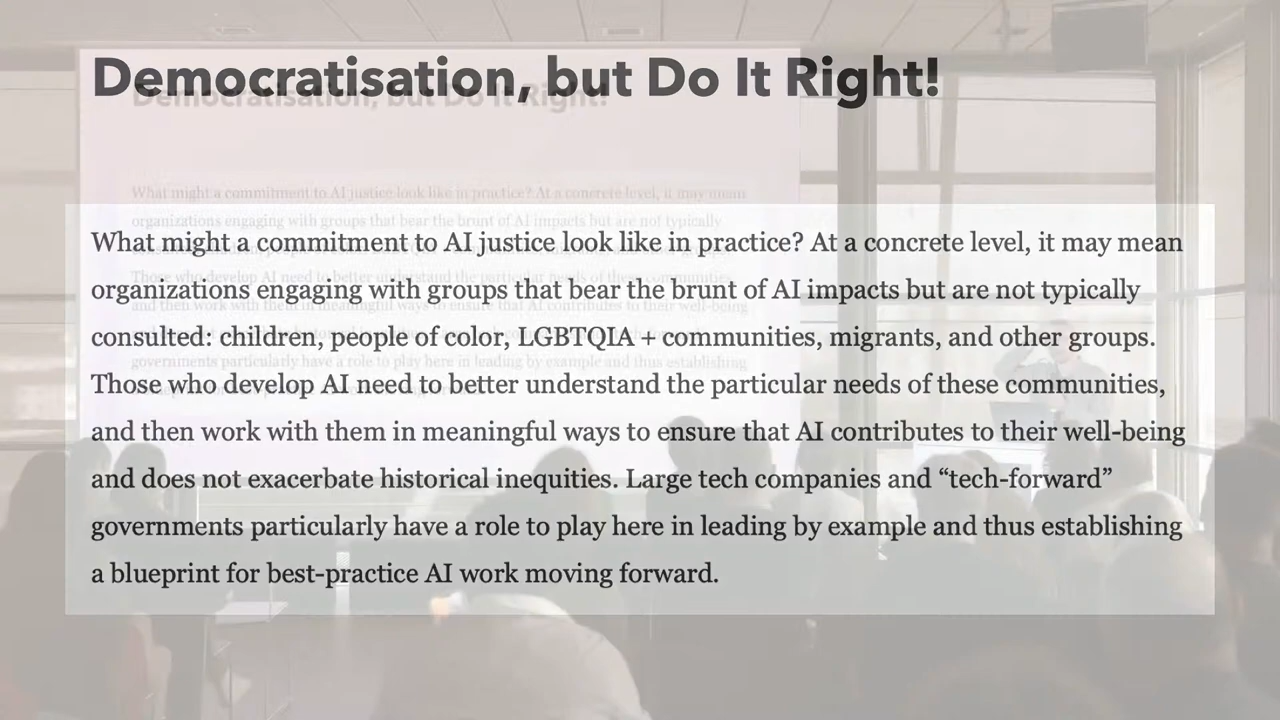 Democratisation, but Do It Right!
What might a commitment to AI justice look like in practice? At a concrete level, it may mean
organizations engaging with groups that bear the brunt of AI impacts but are not typically
consulted: children, people of color, LGBTQIA + communities, migrants, and other groups.
Those who develop AI need to better understand the particular needs of these communities,
and then work with them in meaningful ways to ensure that AI contributes to their well-being
and does not exacerbate historical inequities. Large tech companies and “tech-forward”
governments particularly have a role to play here in leading by example and thus establishing
a blueprint for best-practice AI work moving forward.